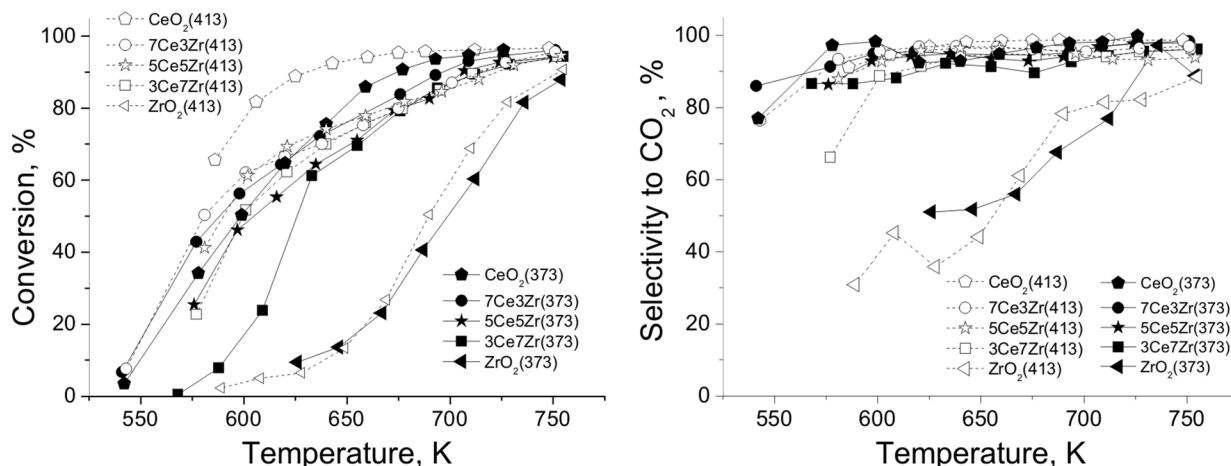 100
80
60
40
20
0
Conversion, %
CeO₂(413)
7Ce3Zr(413)
5Ce5Zr(413)
3Ce7Zr(413)
ZrO₂(413)
CeO₂(373)
7Ce3Zr(373)
5Ce5Zr(373)
3Ce7Zr(373)
ZrO₂(373)
550 600 650 700 750
Temperature, K
100
80
60
40
20
0
Selectivity to CO₂, %
CeO₂(413)
7Ce3Zr(413)
5Ce5Zr(413)
3Ce7Zr(413)
ZrO₂(413)
CeO₂(373)
7Ce3Zr(373)
5Ce5Zr(373)
3Ce7Zr(373)
ZrO₂(373)
550 600 650 700 750
Temperature, K